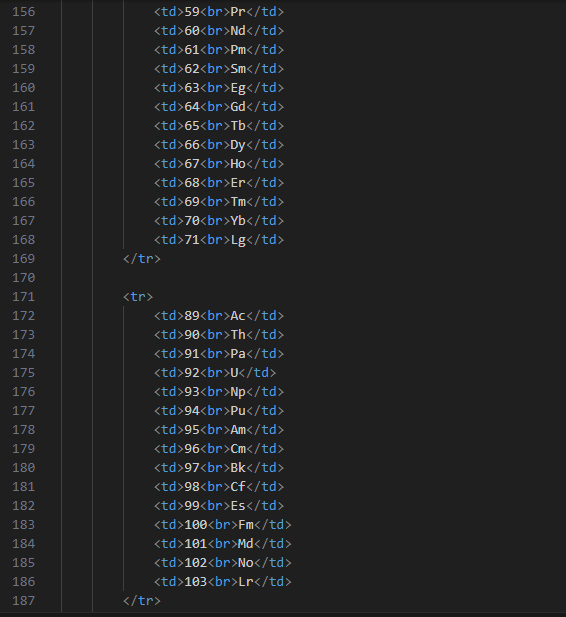 156 <td>59<br>Pr</td>
157 <td>60<br>Nd</td>
158 <td>61<br>Pm</td>
159 <td>62<br>Sm</td>
160 <td>63<br>Eg</td>
161 <td>64<br>Gd</td>
162 <td>65<br>Tb</td>
163 <td>66<br>Dy</td>
164 <td>67<br>Ho</td>
165 <td>68<br>Er</td>
166 <td>69<br>Tm</td>
167 <td>70<br>Yb</td>
168 <td>71<br>Lg</td>
169 </tr>
170
171 <tr>
172 <td>89<br>Ac</td>
173 <td>90<br>Th</td>
174 <td>91<br>Pa</td>
175 <td>92<br>U</td>
176 <td>93<br>Np</td>
177 <td>94<br>Pu</td>
178 <td>95<br>Am</td>
179 <td>96<br>Cm</td>
180 <td>97<br>Bk</td>
181 <td>98<br>Cf</td>
182 <td>99<br>Es</td>
183 <td>100<br>Fm</td>
184 <td>101<br>Md</td>
185 <td>102<br>No</td>
186 <td>103<br>Lr</td>
187 </tr>